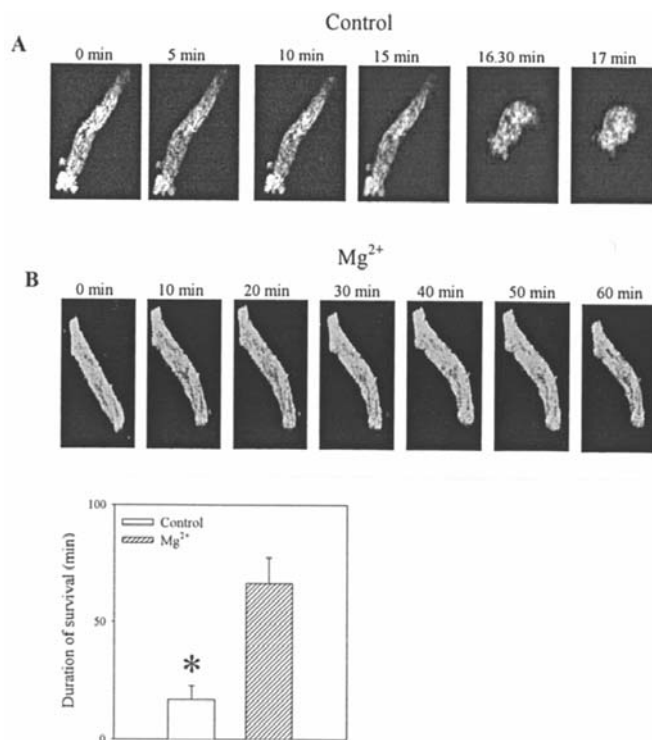 Control
A
0 min 5 min 10 min 15 min 16.30 min 17 min
Mg²⁺
B
0 min 10 min 20 min 30 min 40 min 50 min 60 min
100
Control
Mg²⁺
Duration of survival (min)
50
*
0